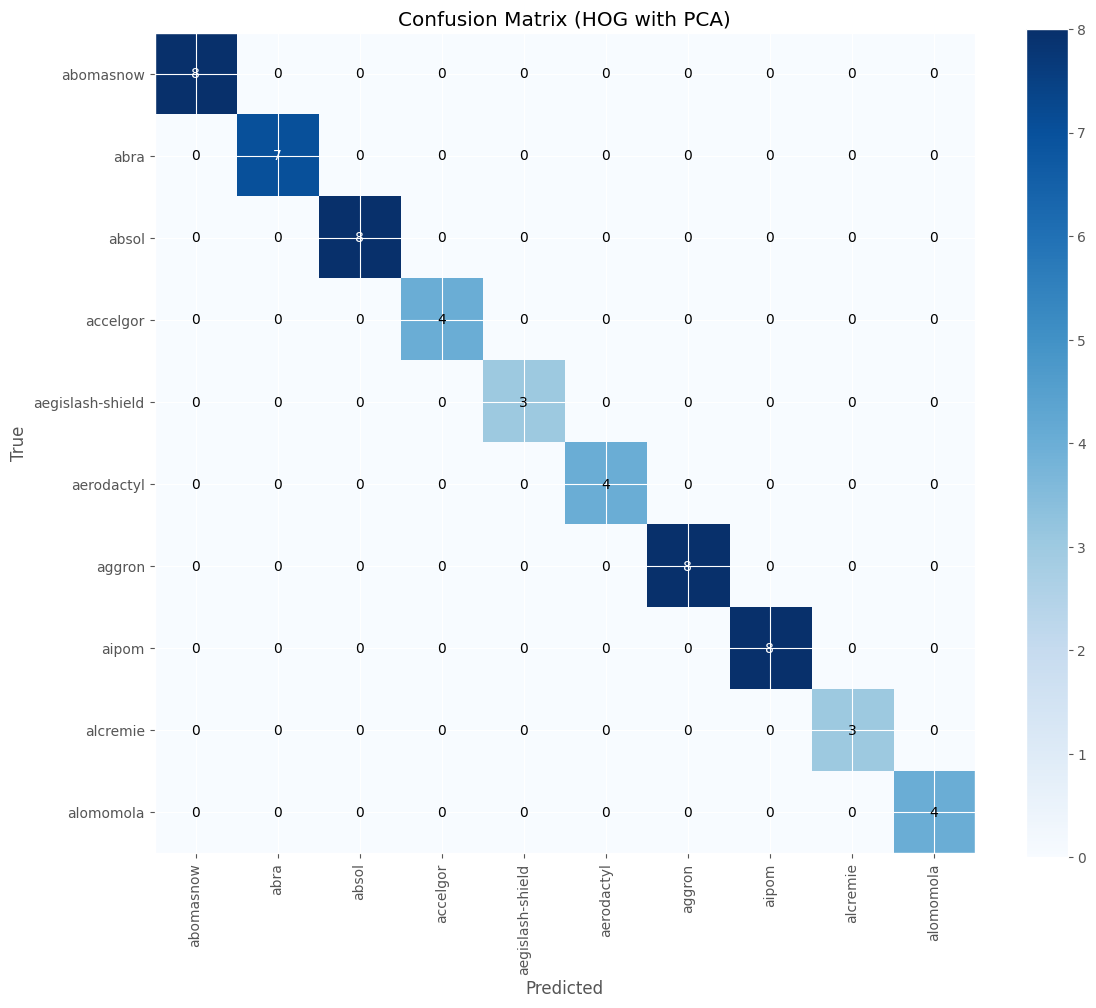 Confusion Matrix (HOG with PCA)
abomasnow 8 0 0 0 0 0 0 0 0 0
abra 0 7 0 0 0 0 0 0 0 0
absol 0 0 8 0 0 0 0 0 0 0
accelgor 0 0 0 4 0 0 0 0 0 0
aegislash-shield 0 0 0 0 3 0 0 0 0 0
aerodactyl 0 0 0 0 0 4 0 0 0 0
aggron 0 0 0 0 0 0 8 0 0 0
aipom 0 0 0 0 0 0 0 8 0 0
alcremie 0 0 0 0 0 0 0 0 3 0
alomomola 0 0 0 0 0 0 0 0 0 4
True
abomasnow
abra
absol
accelgor
aegislash-shield
aerodactyl
aggron
aipom
alcremie
alomomola
Predicted
8
7
6
5
4
3
2
1
0